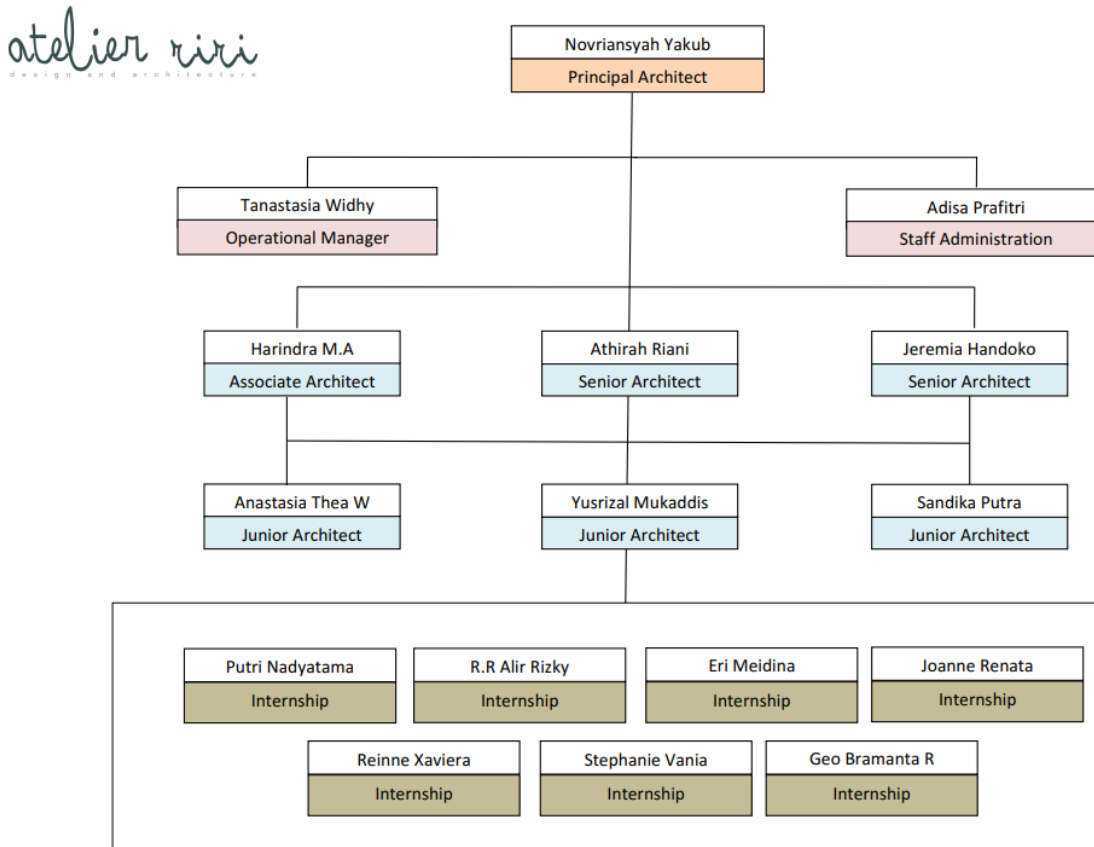 atelier riri
design and architecture
Novriansyah Yakub
Principal Architect
Tanastasia Widhy
Operational Manager
Adisa Prafitri
Staff Administration
Harindra M.A
Associate Architect
Athirah Riani
Senior Architect
Jeremia Handoko
Senior Architect
Anastasia Thea W
Junior Architect
Yusrizal Mukaddis
Junior Architect
Sandika Putra
Junior Architect
Putri Nadyatama
Internship
R.R Alir Rizky
Internship
Eri Meidina
Internship
Joanne Renata
Internship
Reinne Xaviera
Internship
Stephanie Vania
Internship
Geo Bramanta R
Internship